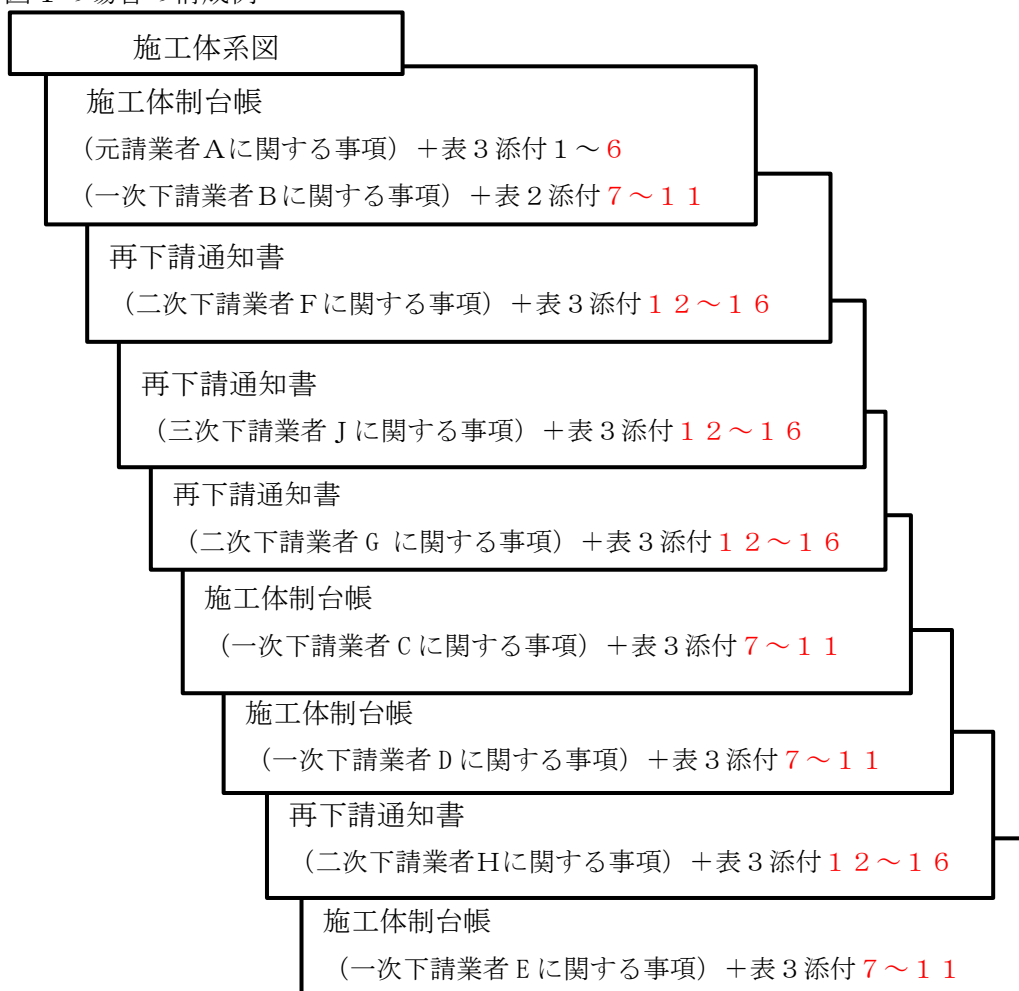 施工体系図
施工体制台帳
(元請業者Aに関する事項)+表3添付1~6
(一次下請業者Bに関する事項)+表2添付7~11
再下請通知書
(二次下請業者Fに関する事項)+表3添付12~16
再下請通知書
(三次下請業者Jに関する事項)+表3添付12~16
再下請通知書
(二次下請業者G に関する事項)+表3添付12~16
施工体制台帳
(一次下請業者Cに関する事項)+表3添付7~11
施工体制台帳
(一次下請業者Dに関する事項)+表3添付7~11
再下請通知書
(二次下請業者Hに関する事項)+表3添付12~16
施工体制台帳
(一次下請業者Eに関する事項)+表3添付7~11